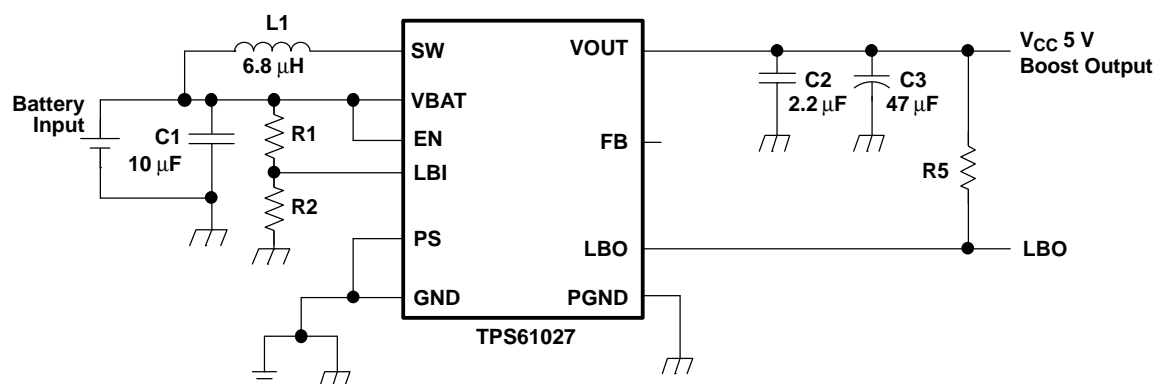 L1
6.8 μH
Battery
Input
C1
10 μF
R1
R2
SW
VBAT
EN
LBI
PS
GND
VOUT
FB
LBO
PGND
TPS61027
C2
2.2 μF
C3
47 μF
R5
VCC 5 V
Boost Output
LBO